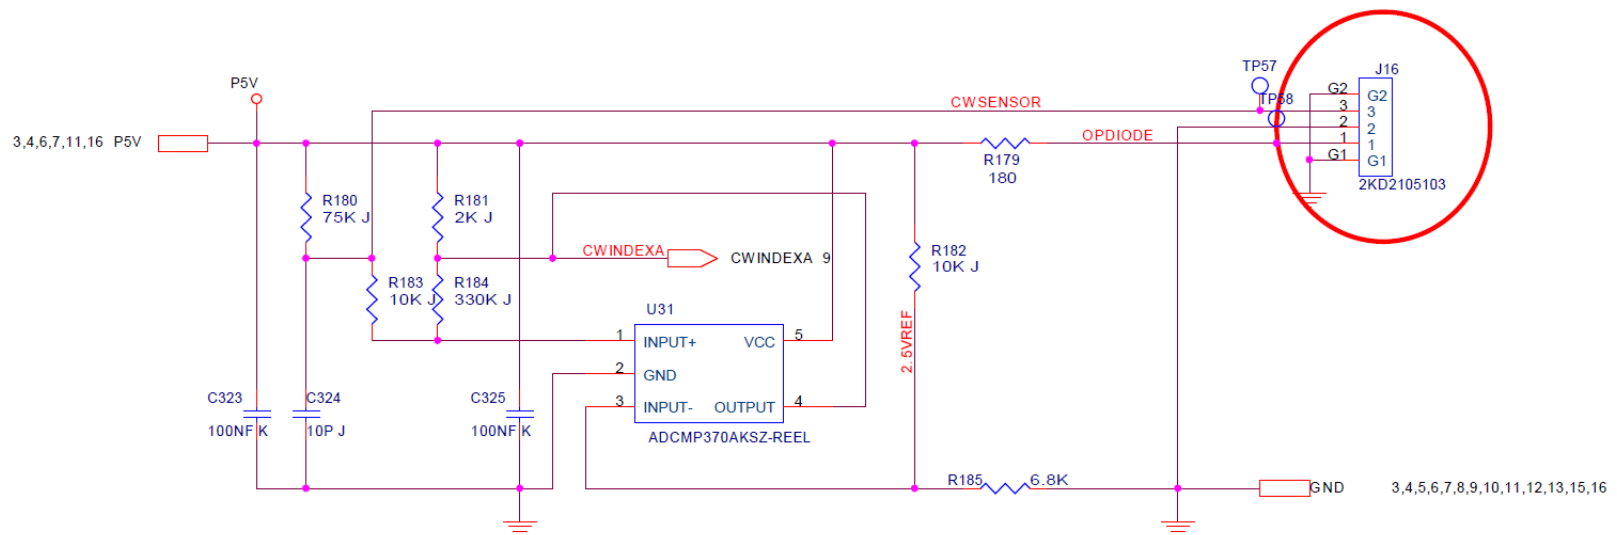 TP57
J16
P5V
G2
G2
TP58
CWSENSOR
3
3
2
2
3,4,6,7,11,16 P5V
OPDIODE
1
1
R179
180
G1
G1
2KD2105103
R180
75K J
R181
2K J
CWINDEXA
CWINDEXA 9
R182
10K J
R183
10K J
R184
330K J
U31
2.5VREF
1
INPUT+
VCC
5
2
GND
3
INPUT-
OUTPUT
4
C323
100NF K
C324
10P J
C325
100NF K
ADCMP370AKSZ-REEL
R185
6.8K
GND
3,4,5,6,7,8,9,10,11,12,13,15,16